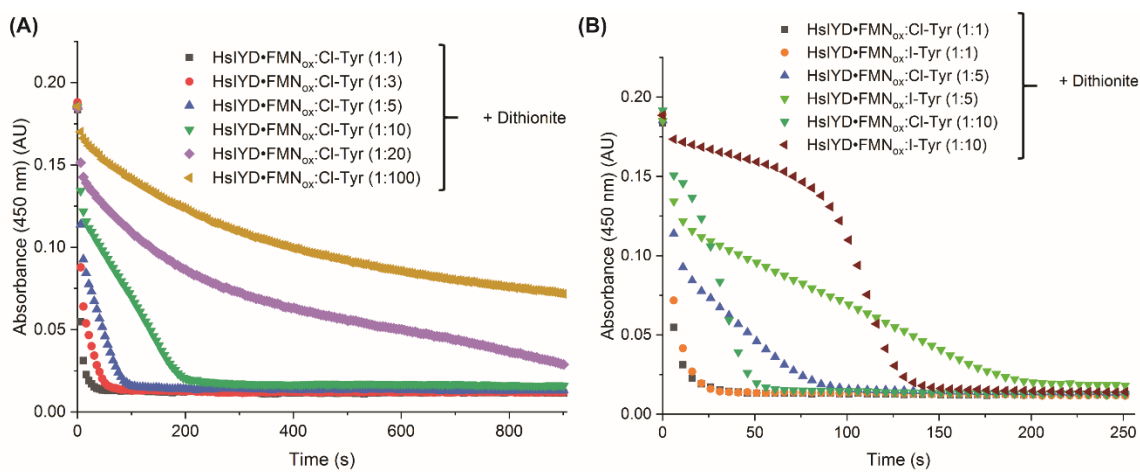 (A)
HsIYD•FMNox:Cl-Tyr (1:1)
HsIYD•FMNox:Cl-Tyr (1:3)
HsIYD•FMNox:Cl-Tyr (1:5)
HsIYD•FMNox:Cl-Tyr (1:10)
HsIYD•FMNox:Cl-Tyr (1:20)
HsIYD•FMNox:Cl-Tyr (1:100)
+ Dithionite
Absorbance (450 nm) (AU)
0.20
0.15
0.10
0.05
0.00
0 200 400 600 800
Time (s)
(B)
HsIYD•FMNox:Cl-Tyr (1:1)
HsIYD•FMNox:I-Tyr (1:1)
HsIYD•FMNox:Cl-Tyr (1:5)
HsIYD•FMNox:I-Tyr (1:5)
HsIYD•FMNox:Cl-Tyr (1:10)
HsIYD•FMNox:I-Tyr (1:10)
+ Dithionite
Absorbance (450 nm) (AU)
0.20
0.15
0.10
0.05
0.00
0 50 100 150 200 250
Time (s)